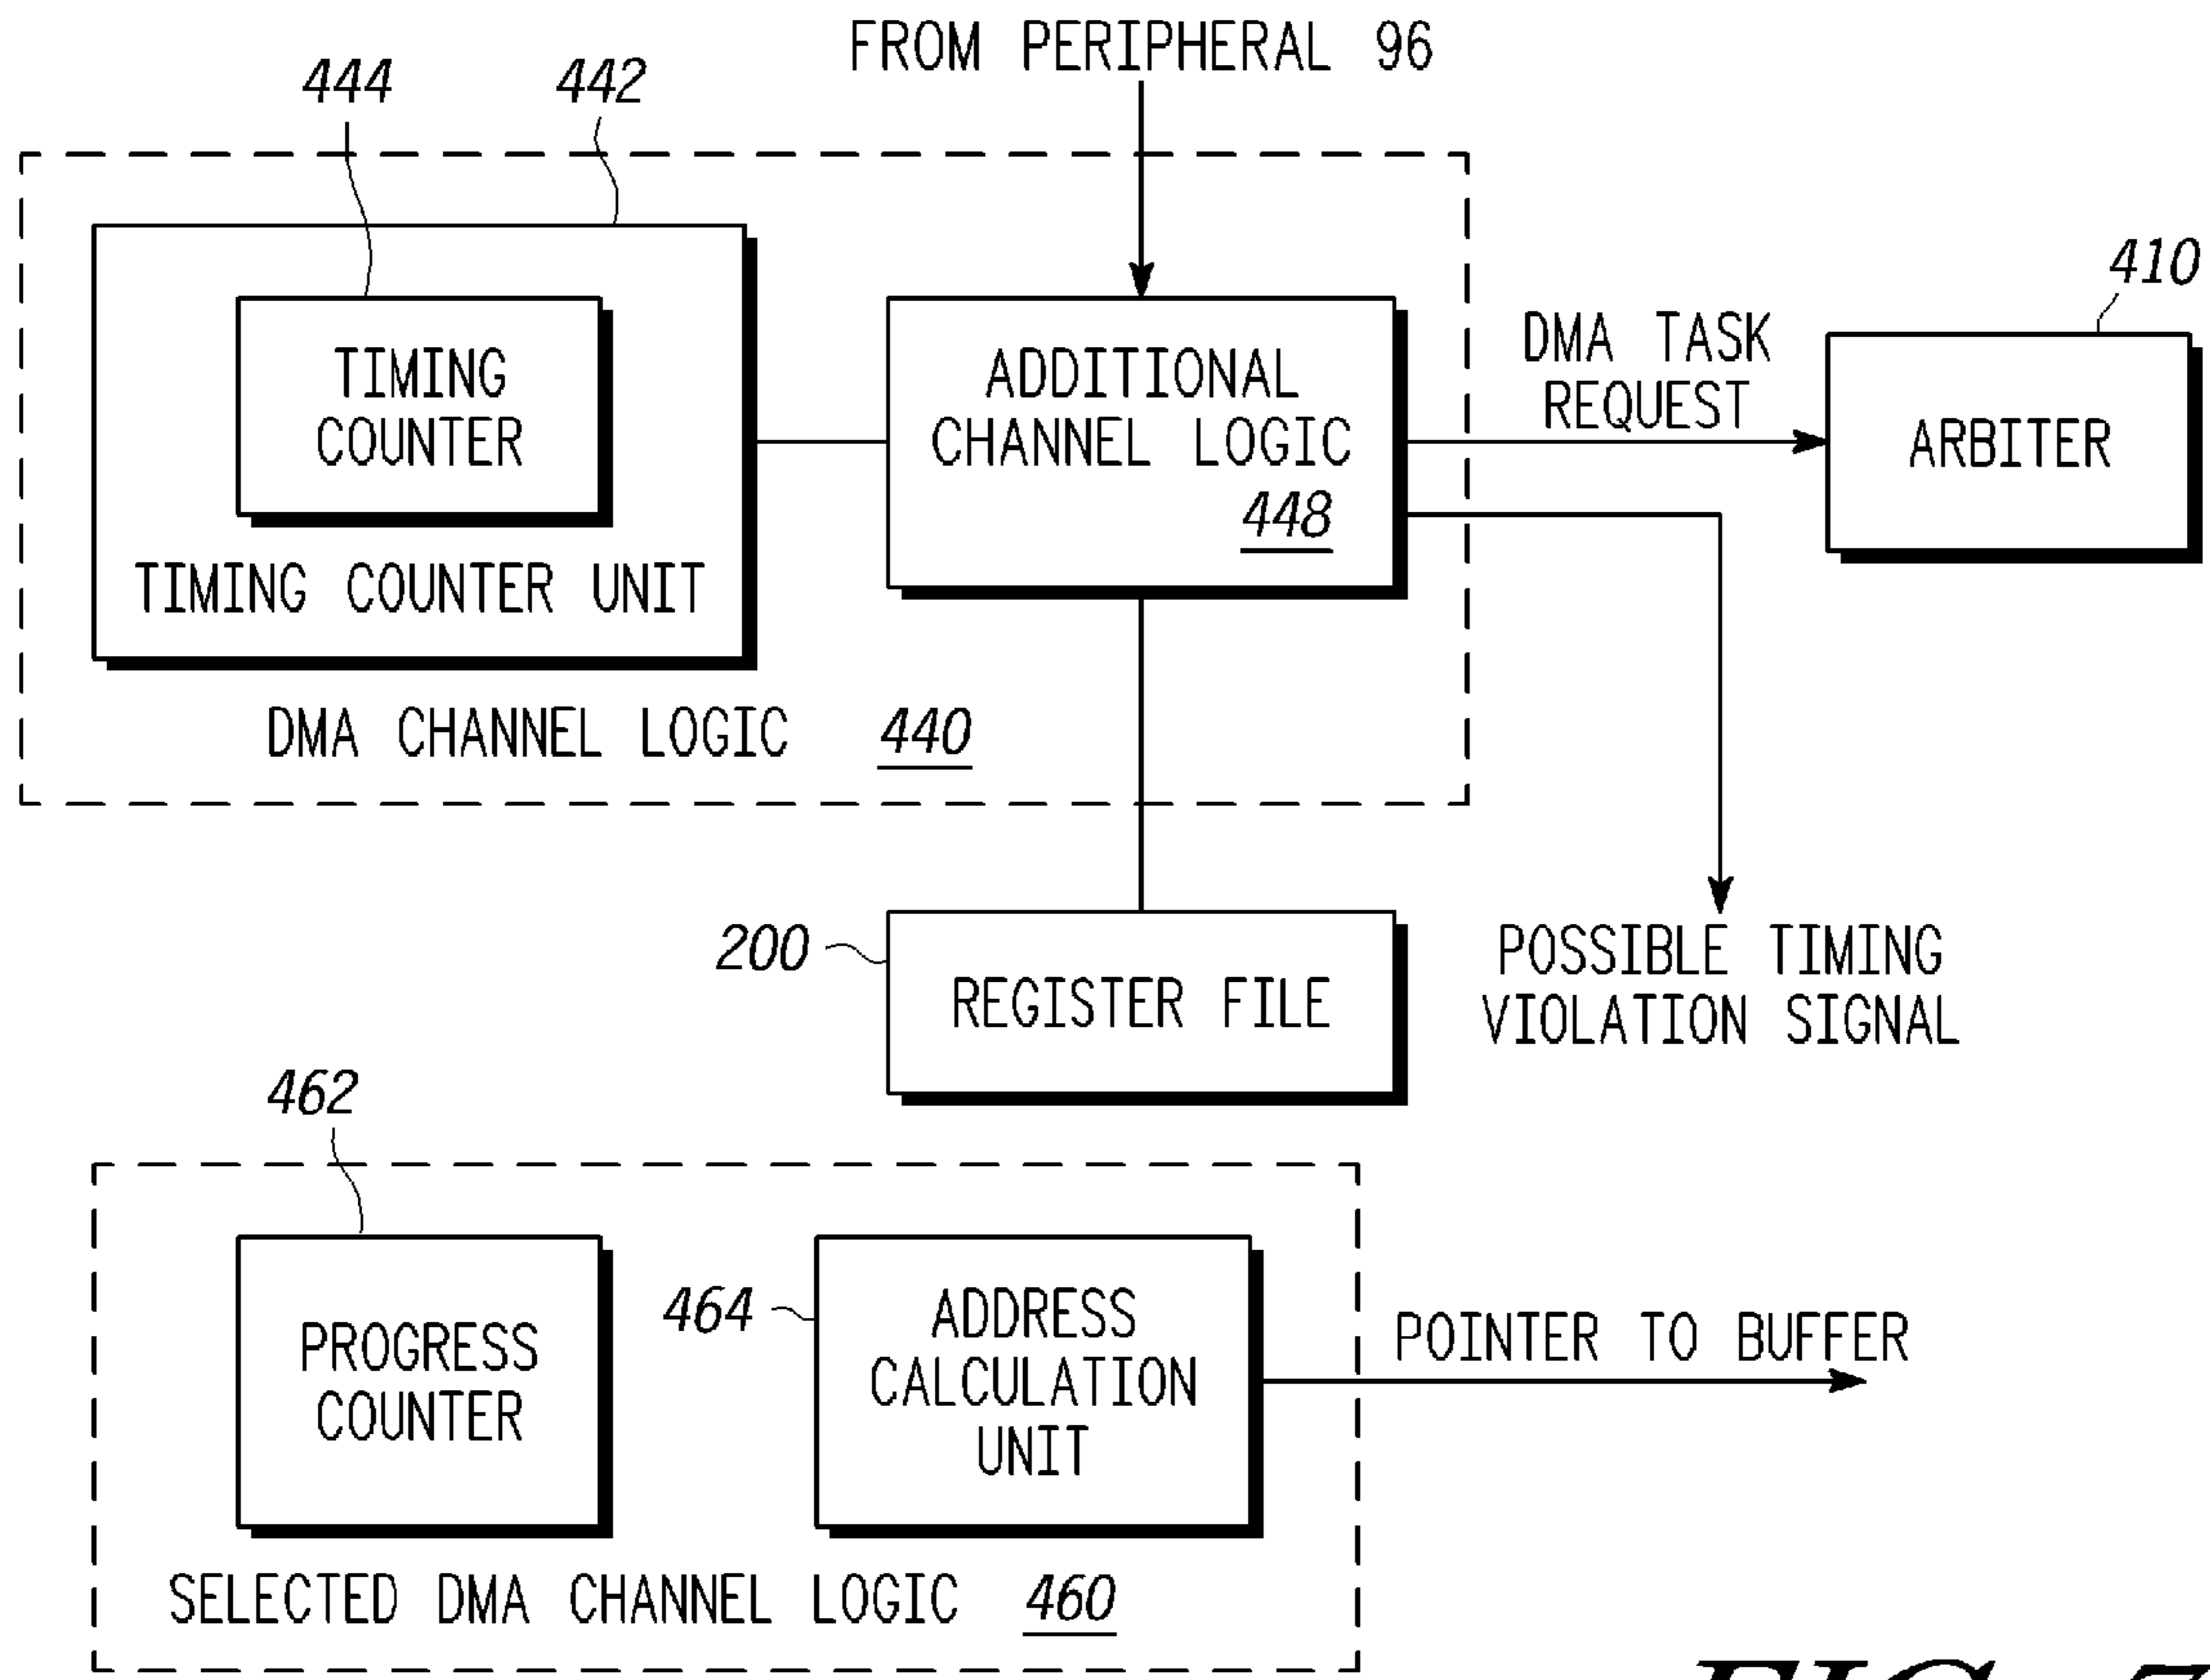 FROM PERIPHERAL 96
444
442
410
TIMING
COUNTER
TIMING COUNTER UNIT
ADDITIONAL
CHANNEL LOGIC
448
DMA TASK
REQUEST
ARBITER
DMA CHANNEL LOGIC 440
200
REGISTER FILE
POSSIBLE TIMING
VIOLATION SIGNAL
462
PROGRESS
COUNTER
464
ADDRESS
CALCULATION
UNIT
POINTER TO BUFFER
SELECTED DMA CHANNEL LOGIC 460